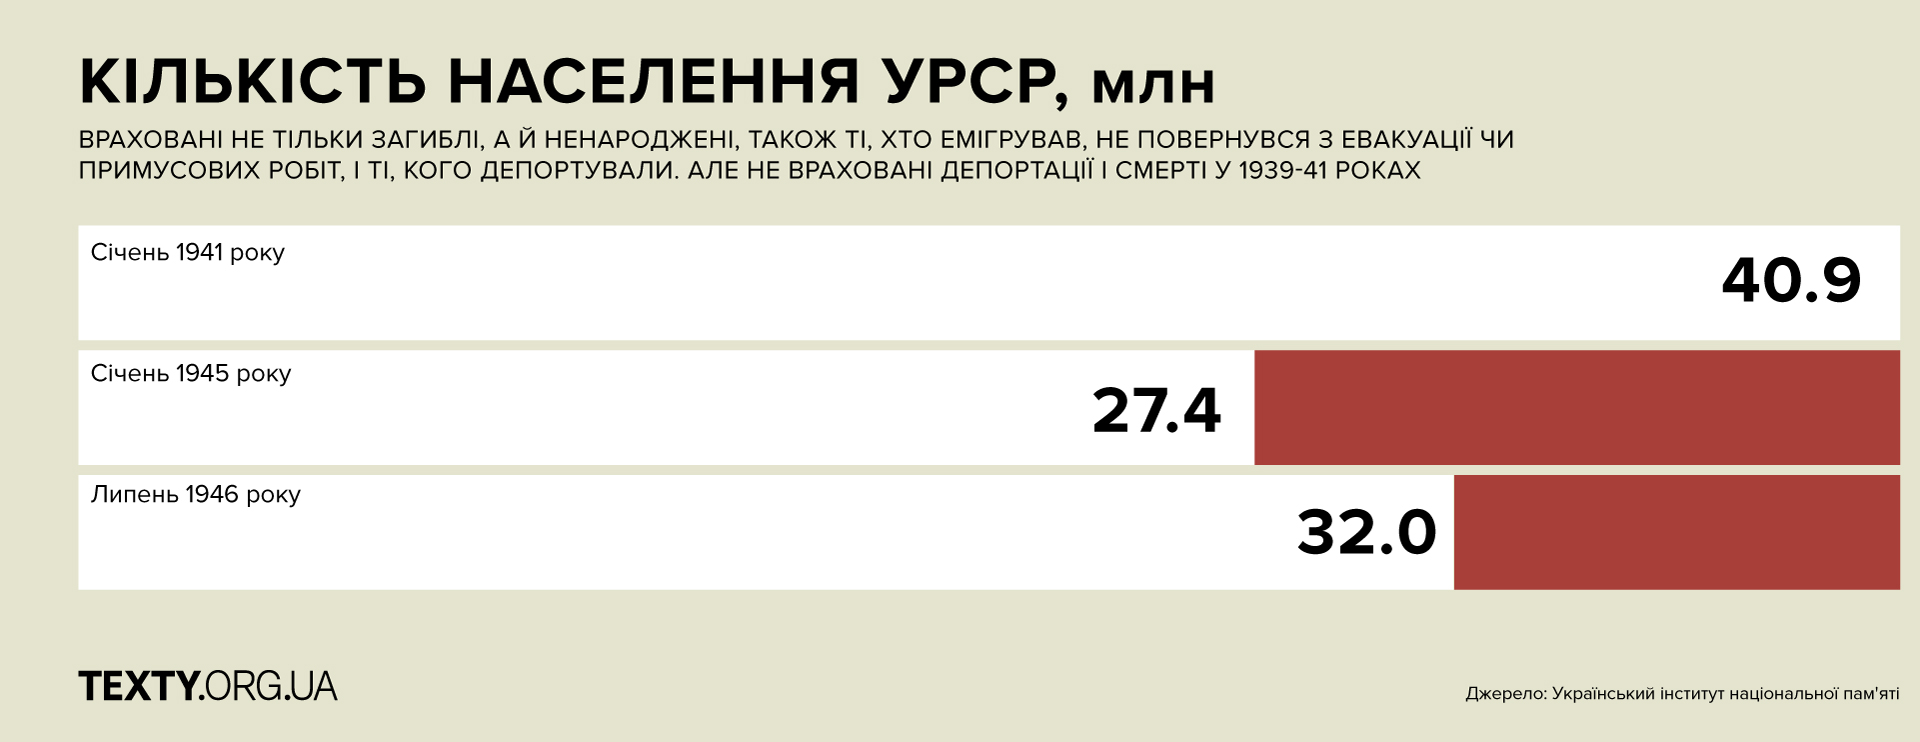 КІЛЬКІСТЬ НАСЕЛЕННЯ УРСР, млн
ВРАХОВАНІ НЕ ТІЛЬКИ ЗАГИБЛІ, А Й НЕНАРОДЖЕНІ, ТАКОЖ ТІ, ХТО ЕМІГРУВАВ, НЕ ПОВЕРНУВСЯ З ЕВАКУАЦІЇ ЧИ
ПРИМУСОВИХ РОБІТ, І ТІ, КОГО ДЕПОРТУВАЛИ. АЛЕ НЕ ВРАХОВАНІ ДЕПОРТАЦІЇ І СМЕРТІ У 1939-41 РОКАХ
Січень 1941 року
40.9
Січень 1945 року
27.4
Липень 1946 року
32.0
TEXTY.ORG.UA
Джерело: Український інститут національної пам'яті